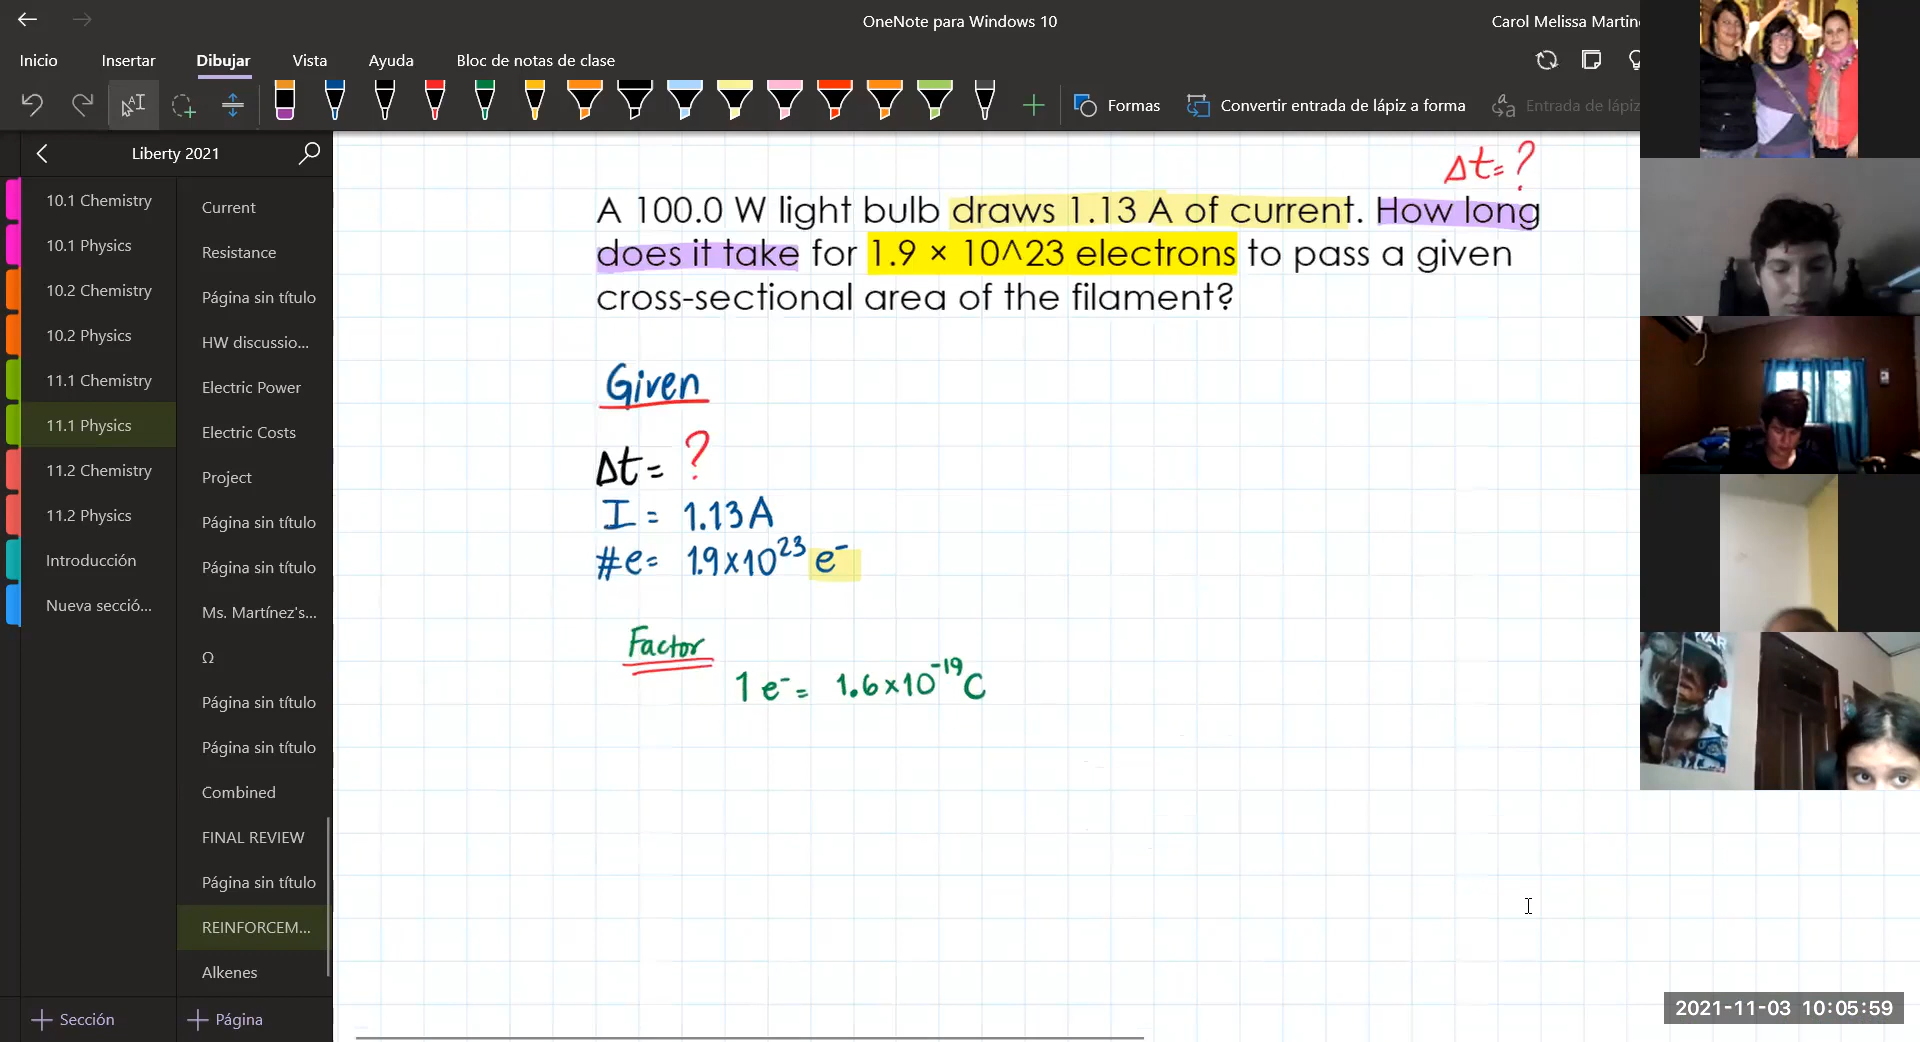 OneNote para Windows 10
Carol Melissa Martin
Inicio
Insertar
Dibujar
Vista
Ayuda
Bloc de notas de clase
Formas
Convertir entrada de lápiz a forma
Entrada de lápiz
Liberty 2021
10.1 Chemistry
10.1 Physics
10.2 Chemistry
10.2 Physics
11.1 Chemistry
11.1 Physics
11.2 Chemistry
11.2 Physics
Introducción
Nueva secció...
Sección
Current
Resistance
Página sin título
HW discussio...
Electric Power
Electric Costs
Project
Página sin título
Página sin título
Ms. Martínez's...
Ω
Página sin título
Página sin título
Combined
FINAL REVIEW
Página sin título
REINFORCEM...
Alkenes
Página
Δt=?
A 100.0 W light bulb draws 1.13 A of current. How long
does it take for 1.9 × 10^23 electrons to pass a given
cross-sectional area of the filament?
Given
Δt= ?
I = 1.13A
#e= 1.9×10²³ e⁻
Factor
1 e⁻= 1.6×10⁻¹⁹C
2021-11-03 10:05:59